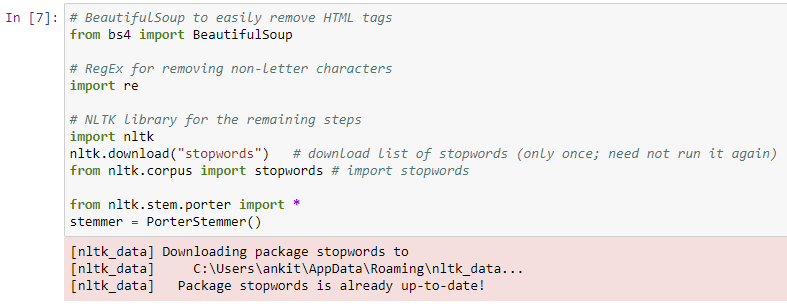 In [7]: # BeautifulSoup to easily remove HTML tags
from bs4 import BeautifulSoup
# RegEx for removing non-letter characters
import re
# NLTK library for the remaining steps
import nltk
nltk.download("stopwords")   # download list of stopwords (only once; need not run it again)
from nltk.corpus import stopwords # import stopwords
from nltk.stem.porter import *
stemmer = PorterStemmer()
[nltk_data] Downloading package stopwords to
[nltk_data]     C:\Users\ankit\AppData\Roaming\nltk_data...
[nltk_data]   Package stopwords is already up-to-date!